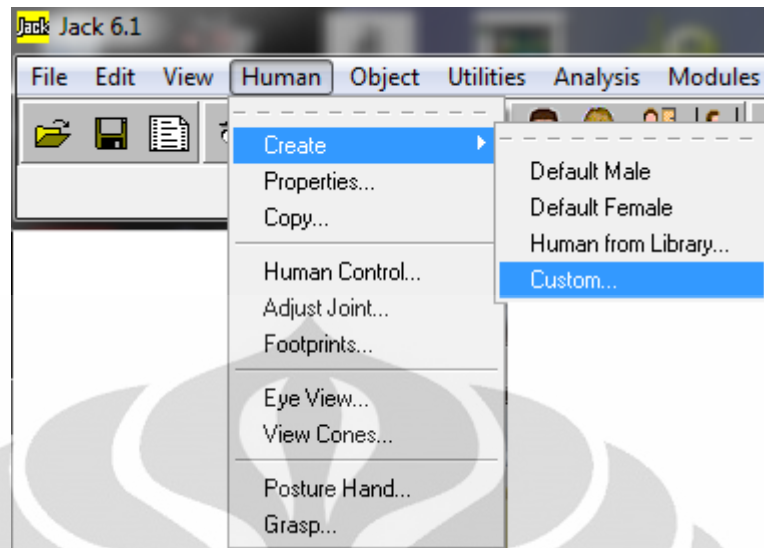 Jack Jack 6.1
File Edit View Human Object Utilities Analysis Modules
Create
Properties...
Copy...
Human Control...
Adjust Joint...
Footprints...
Eye View...
View Cones...
Posture Hand...
Grasp...
Default Male
Default Female
Human from Library...
Custom...